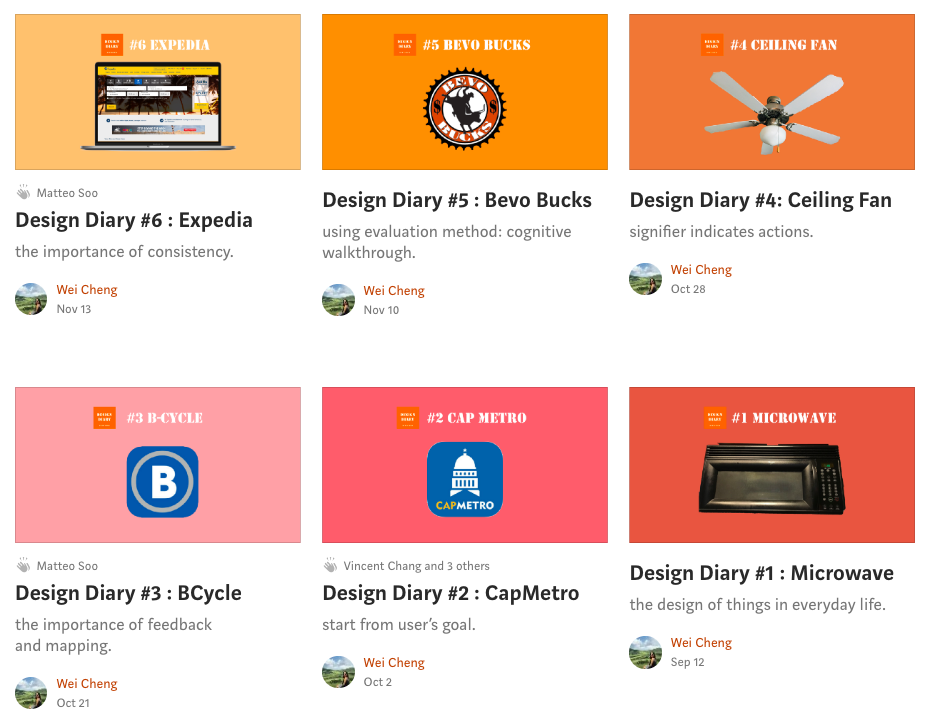 DESIGN
DIARY
#6 EXPEDIA
Matteo Soo
Design Diary #6 : Expedia
the importance of consistency.
Wei Cheng
Nov 13
DESIGN
DIARY
#5 BEVO BUCKS
BEVO
$ $
BUCKS
Design Diary #5 : Bevo Bucks
using evaluation method: cognitive
walkthrough.
Wei Cheng
Nov 10
DESIGN
DIARY
#4 CEILING FAN
Design Diary #4: Ceiling Fan
signifier indicates actions.
Wei Cheng
Oct 28
DESIGN
DIARY
#3 B-CYCLE
B
Matteo Soo
Design Diary #3 : BCycle
the importance of feedback
and mapping.
Wei Cheng
Oct 21
DESIGN
DIARY
#2 CAP METRO
CAPMETRO
Vincent Chang and 3 others
Design Diary #2 : CapMetro
start from user's goal.
Wei Cheng
Oct 2
DESIGN
DIARY
#1 MICROWAVE
Design Diary #1 : Microwave
the design of things in everyday life.
Wei Cheng
Sep 12